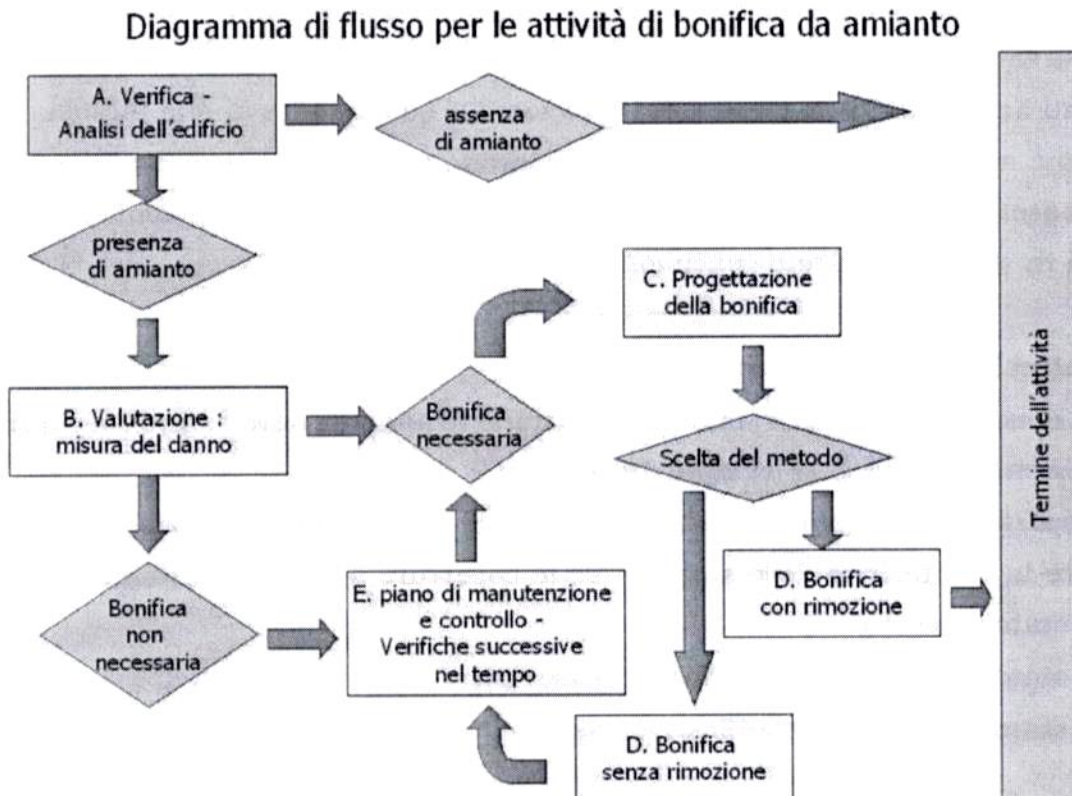 Diagramma di flusso per le attività di bonifica da amianto
A. Verifica -
Analisi dell'edificio
assenza
di amianto
presenza
di amianto
C. Progettazione
della bonifica
B. Valutazione :
misura del danno
Bonifica
necessaria
Scelta del metodo
Termine dell'attività
Bonifica
non
necessaria
E. piano di manutenzione
e controllo -
Verifiche successive
nel tempo
D. Bonifica
con rimozione
D. Bonifica
senza rimozione